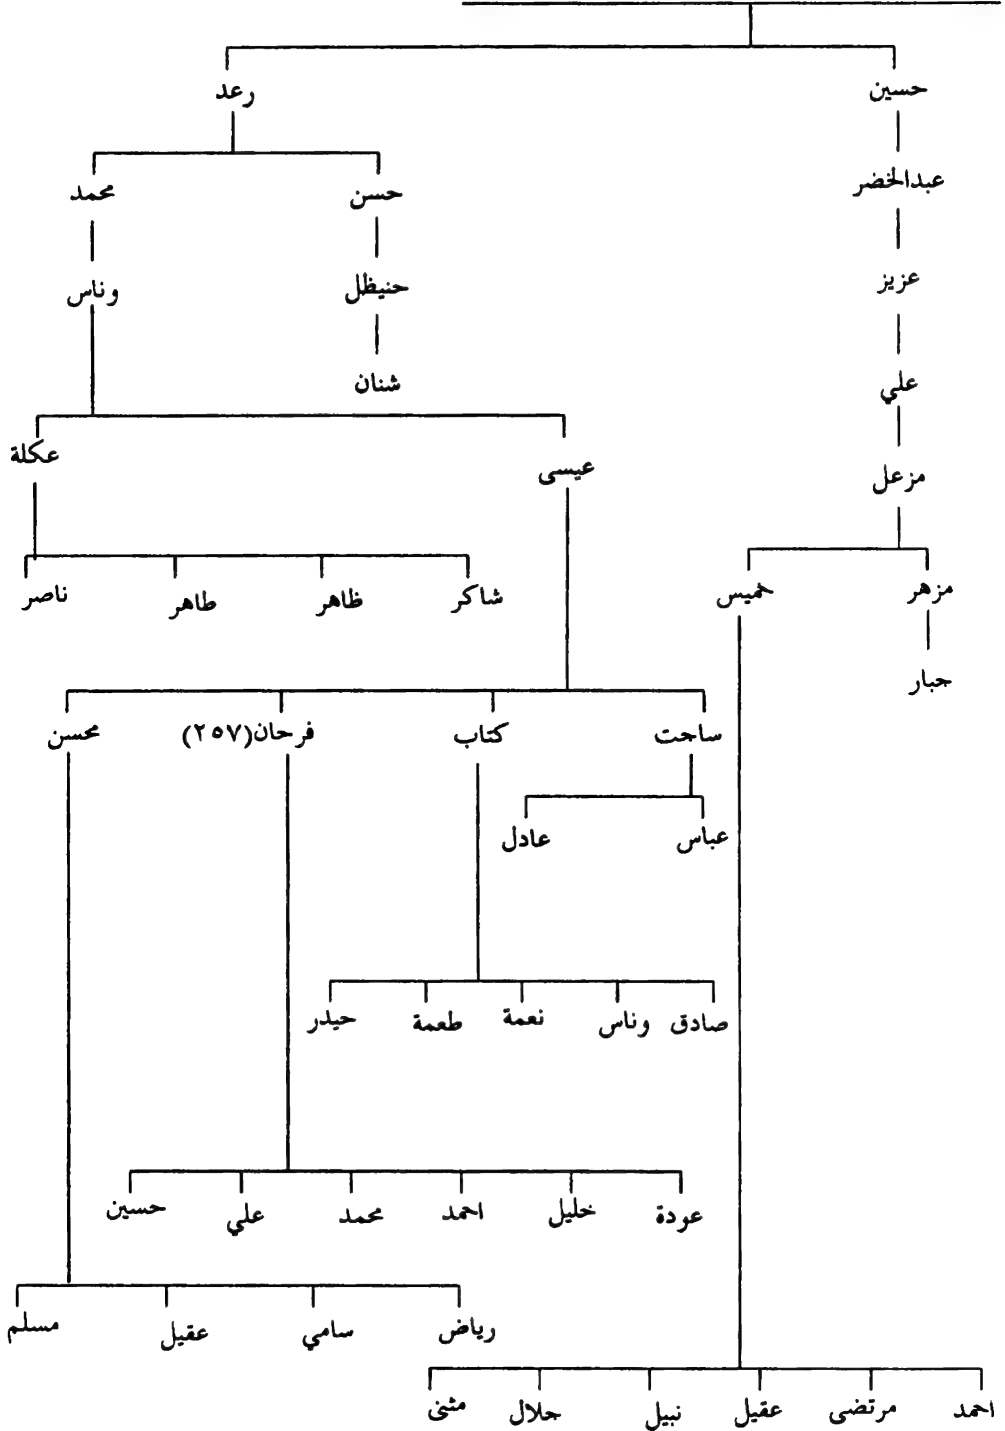 حسين رعد
عبدالخضر
حسن محمد
عزيز
حنيظل وناس
علي
شنان
عيسى عكلة
مزعل
مزهر خميس
شاكر ظاهر طاهر ناصر
جبار
ساجت كتاب فرحان(٢٥٧) محسن
عباس عادل
صادق وناس نعمة طعمة حيدر
عودة خليل احمد محمد علي حسين
رياض سامي عقيل مسلم
احمد مرتضى عقيل نبيل جلال مثنى